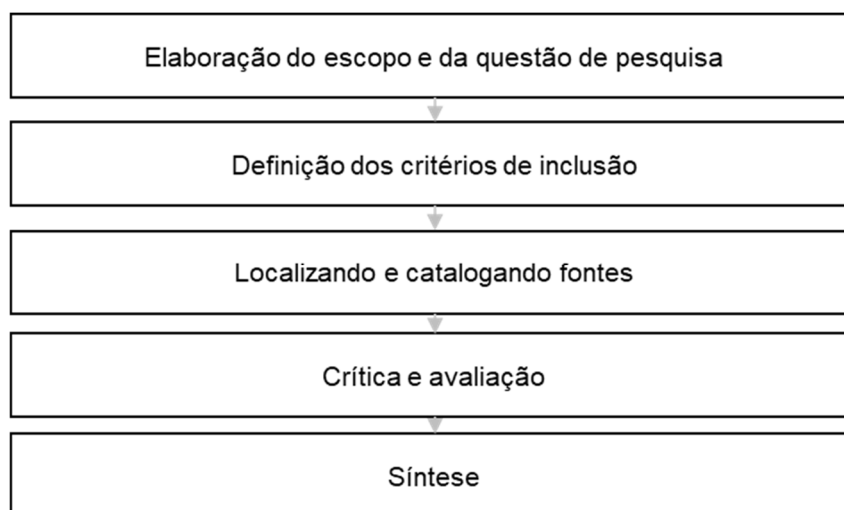 Elaboração do escopo e da questão de pesquisa
Definição dos critérios de inclusão
Localizando e catalogando fontes
Crítica e avaliação
Síntese